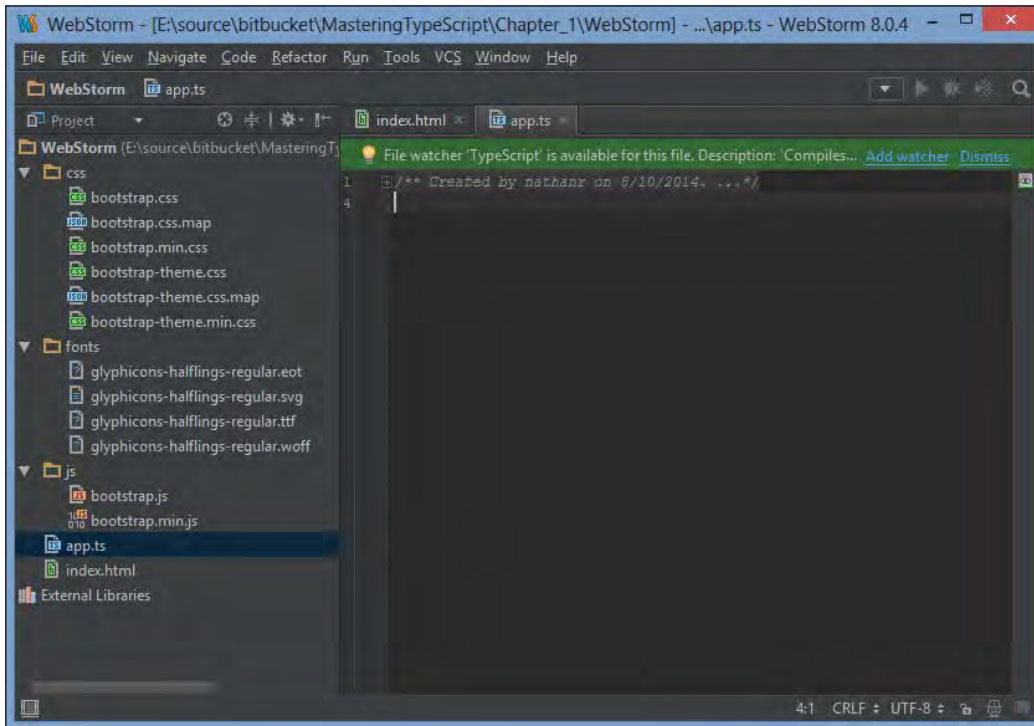 WebStorm - [E:\source\bitbucket\MasteringTypeScript\Chapter_1\WebStorm] - ...\app.ts - WebStorm 8.0.4
File Edit View Navigate Code Refactor Run Tools VCS Window Help
WebStorm app.ts
Project index.html app.ts
WebStorm (E:\source\bitbucket\MasteringTy
File watcher 'TypeScript' is available for this file. Description: 'Compiles... Add watcher Dismiss
1 /** Created by nathanr on 8/10/2014. ...*/
4
css
bootstrap.css
bootstrap.css.map
bootstrap.min.css
bootstrap-theme.css
bootstrap-theme.css.map
bootstrap-theme.min.css
fonts
glyphicons-halflings-regular.eot
glyphicons-halflings-regular.svg
glyphicons-halflings-regular.ttf
glyphicons-halflings-regular.woff
js
bootstrap.js
bootstrap.min.js
app.ts
index.html
External Libraries
4:1 CRLF UTF-8